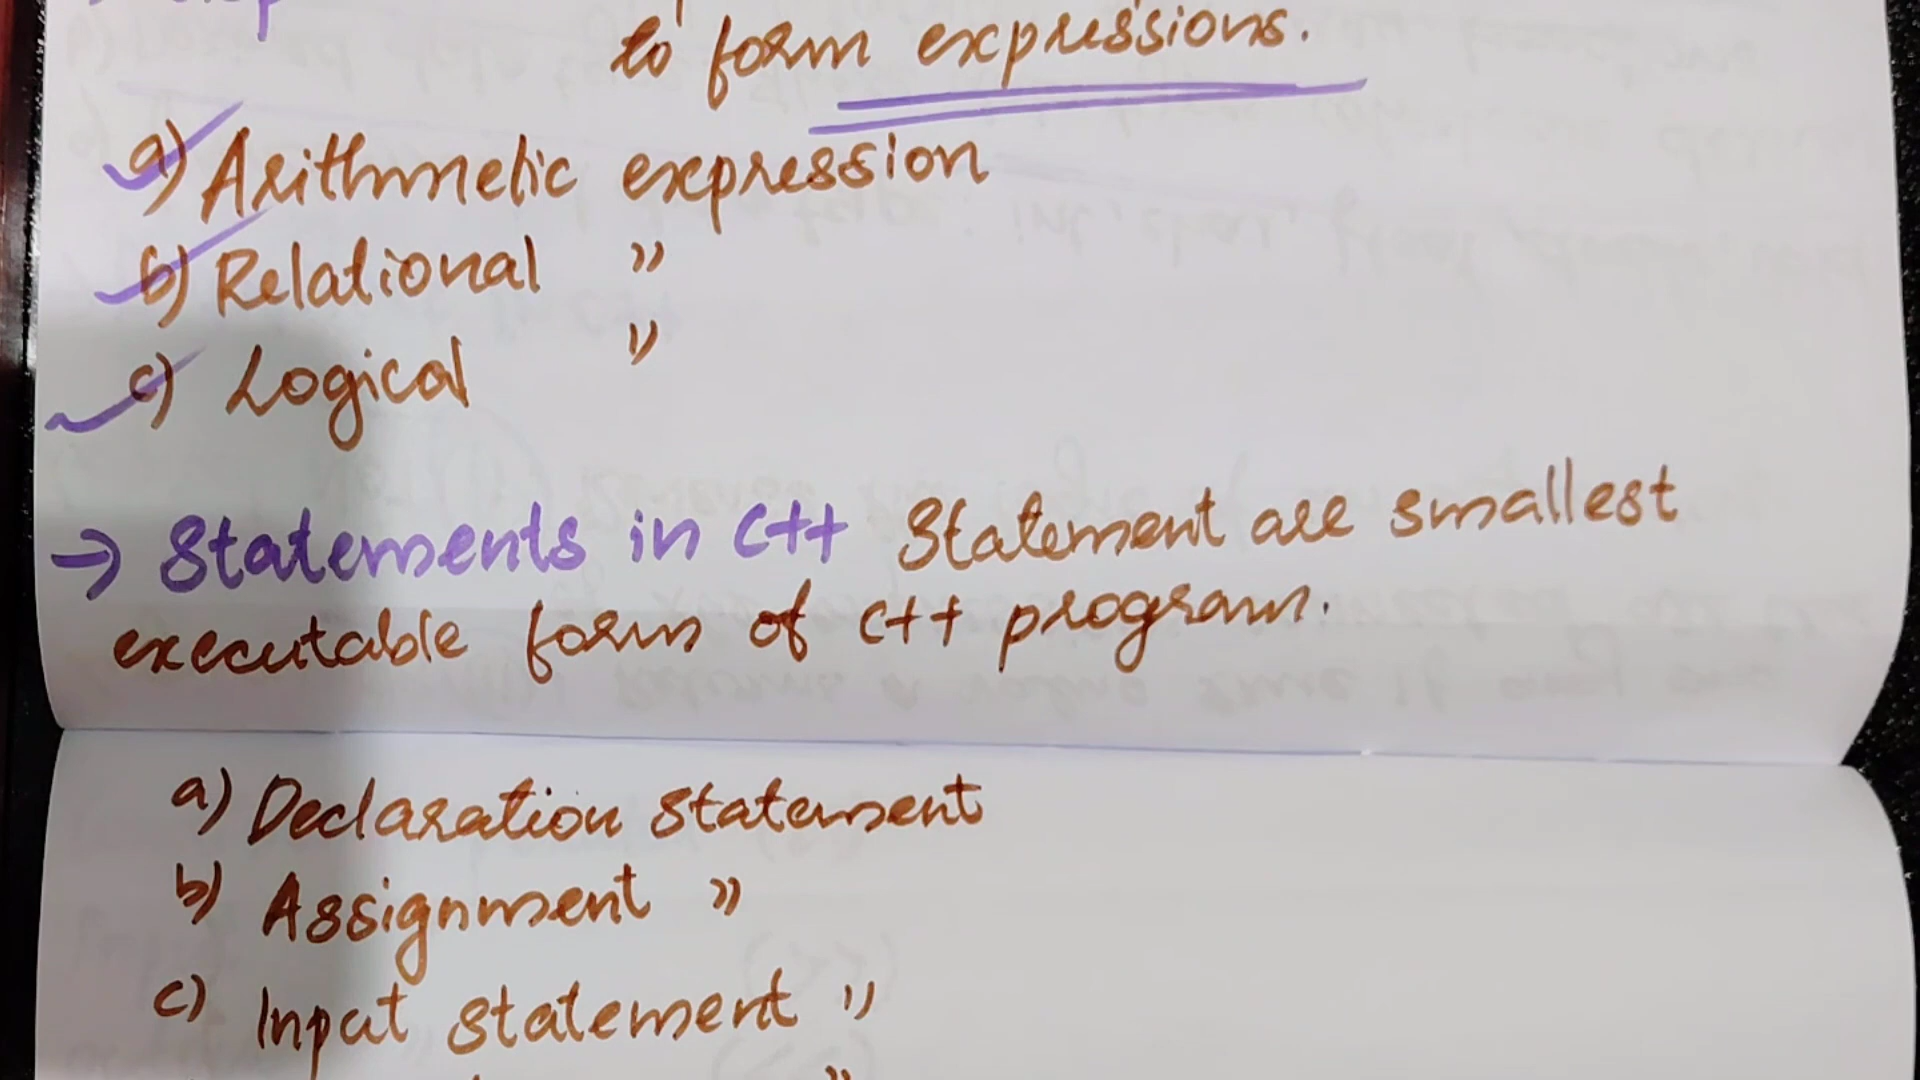 to form expressions.
a) Arithmetic expression
b) Relational "
c) Logical "
→ Statements in C++ Statement are smallest
executable form of C++ program.
a) Declaration Statement
b) Assignment "
c) Input statement "
"